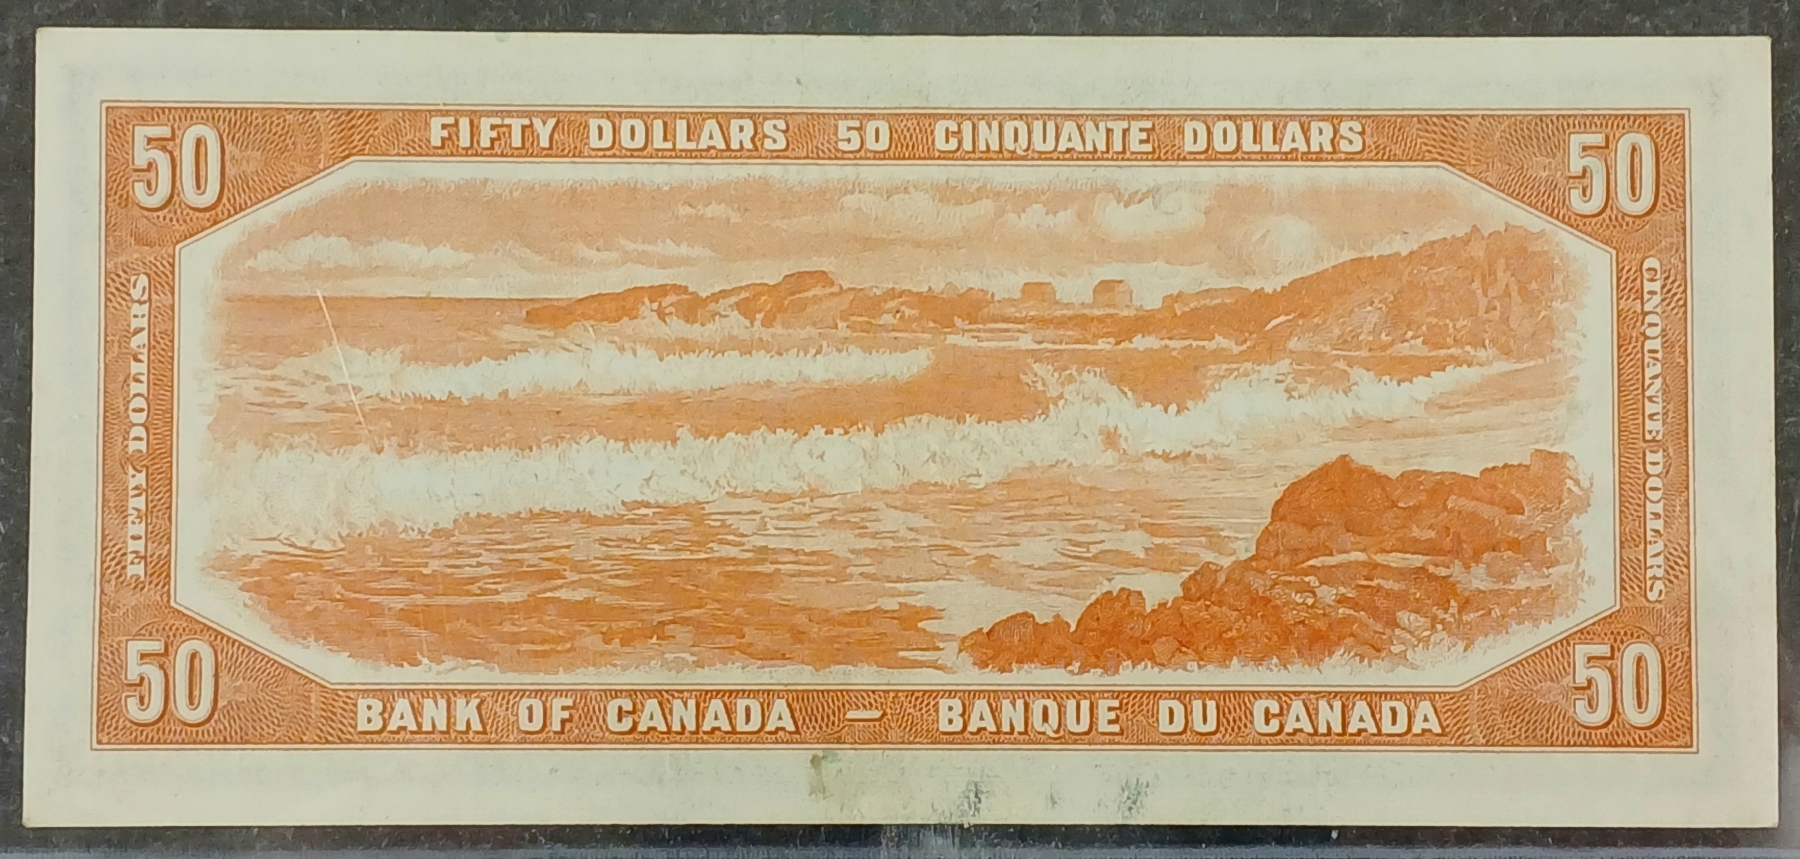 50 FIFTY DOLLARS 50 CINQUANTE DOLLARS 50
FIFTY DOLLARS
CINQUANTE DOLLARS
50 BANK OF CANADA — BANQUE DU CANADA 50